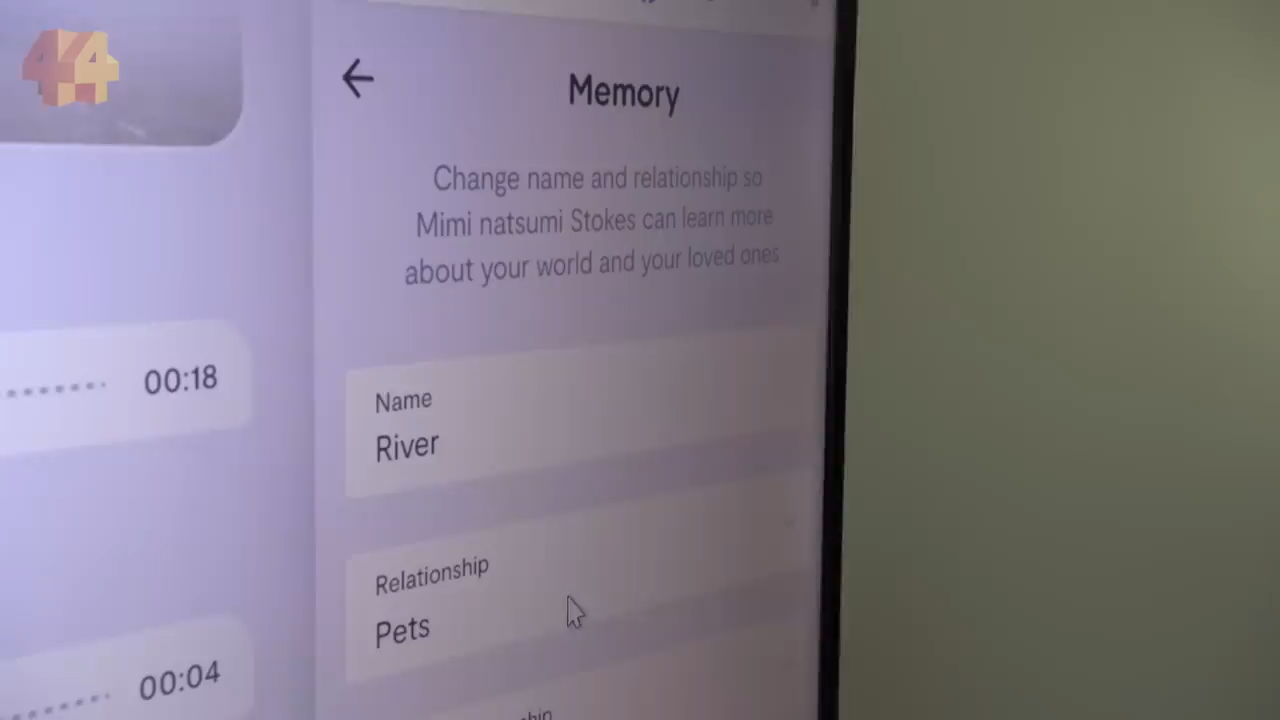 44
Memory
Change name and relationship so
Mimi natsumi Stokes can learn more
about your world and your loved ones
00:18
Name
River
Relationship
Pets
00:04